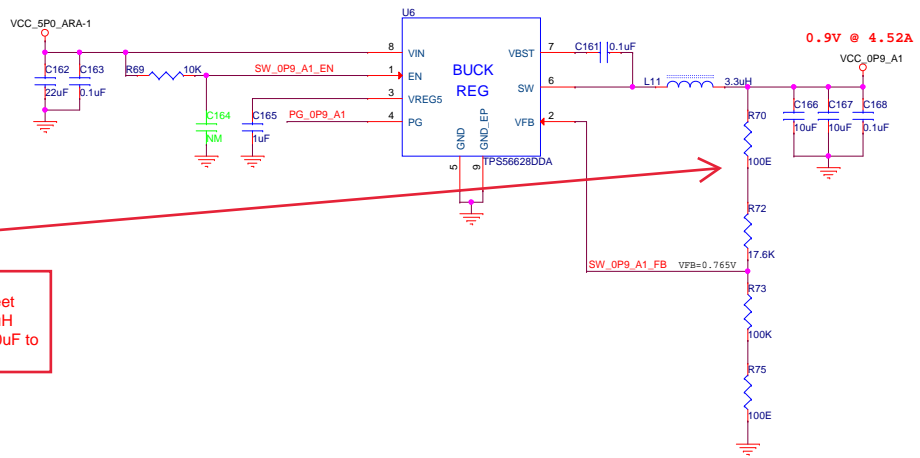 U6
VCC_5P0_ARA-1
0.9V @ 4.52A
VCC_0P9_A1
8 VIN
VBST 7
C161 0.1uF
C162
22uF
C163
0.1uF
R69 10K
SW_0P9_A1_EN
1 EN
BUCK
REG
SW 6
L11 3.3uH
3 VREG5
C164
NM
C165
1uF
PG_0P9_A1
4 PG
VFB 2
GND
GND_EP
5
9
TPS56628DDA
C166
10uF
C167
10uF
C168
0.1uF
R70
100E
R72
17.6K
SW_0P9_A1_FB VFB=0.765V
R73
100K
R75
100E
uF to